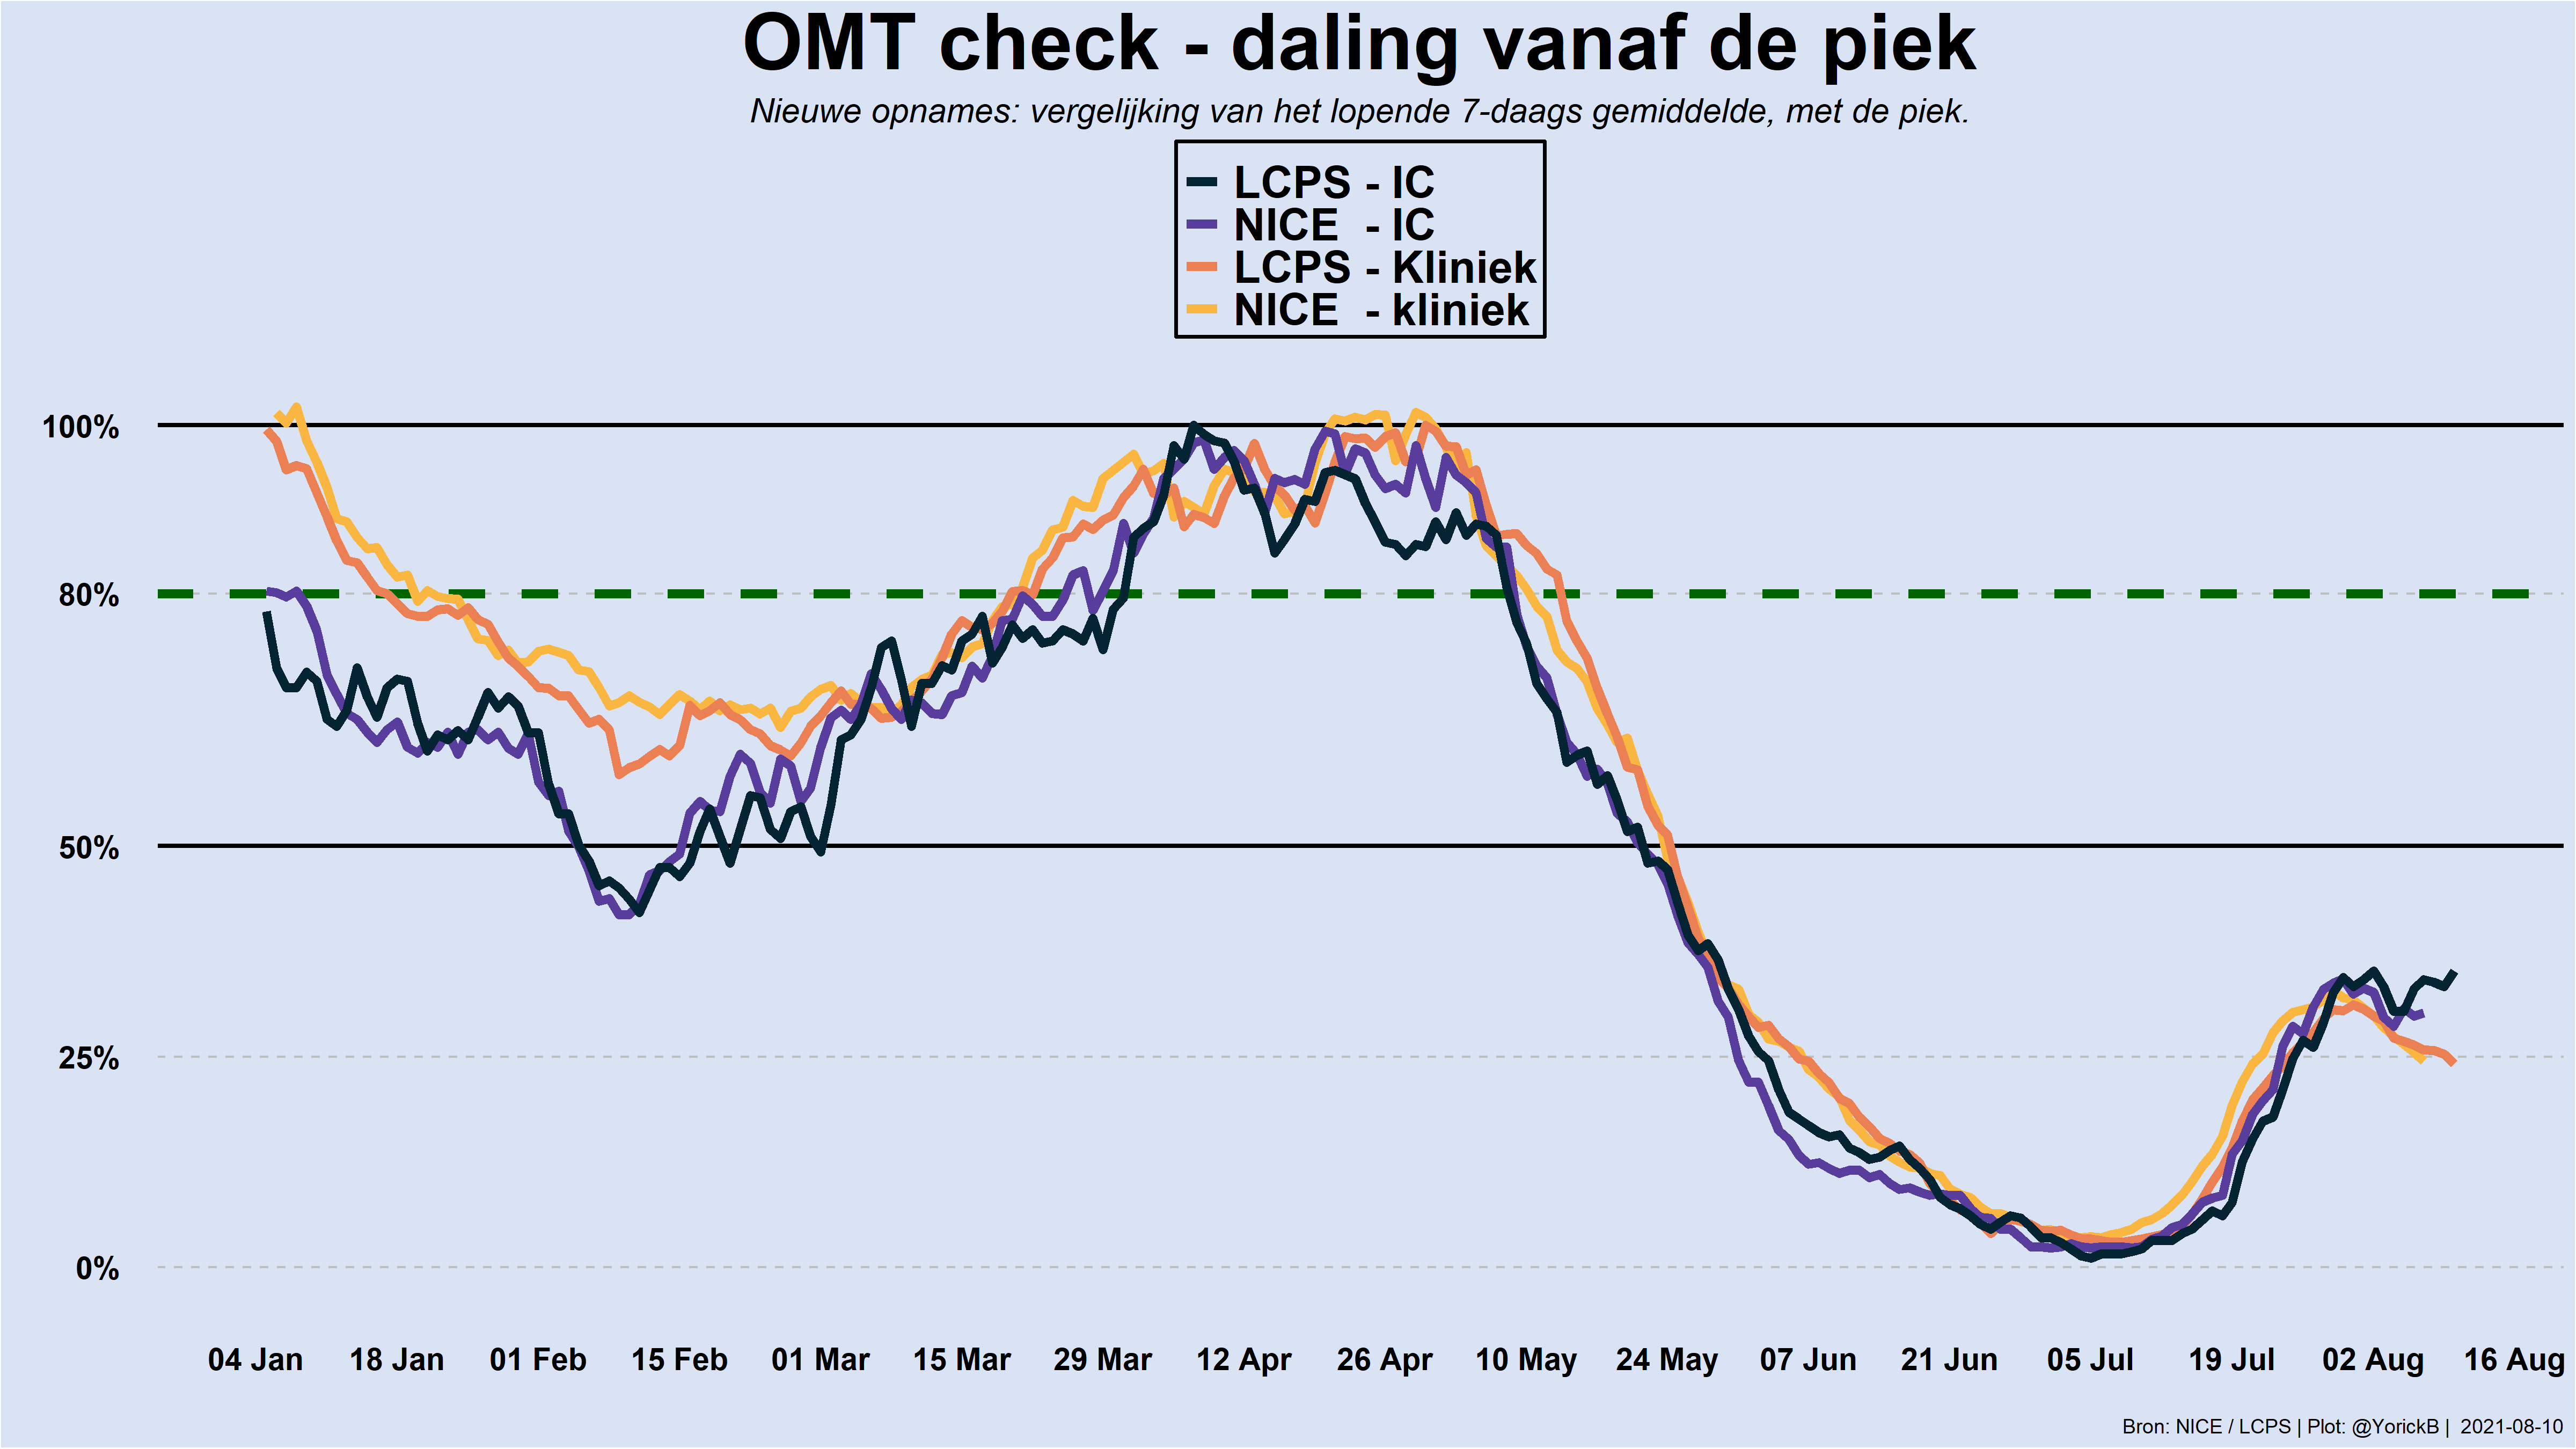 OMT check - daling vanaf de piek
Nieuwe opnames: vergelijking van het lopende 7-daags gemiddelde, met de piek.
LCPS - IC
NICE - IC
LCPS - Kliniek
NICE - kliniek
100%
80%
50%
25%
0%
04 Jan 18 Jan 01 Feb 15 Feb 01 Mar 15 Mar 29 Mar 12 Apr 26 Apr 10 May 24 May 07 Jun 21 Jun 05 Jul 19 Jul 02 Aug 16 Aug
Bron: NICE / LCPS | Plot: @YorickB | 2021-08-10